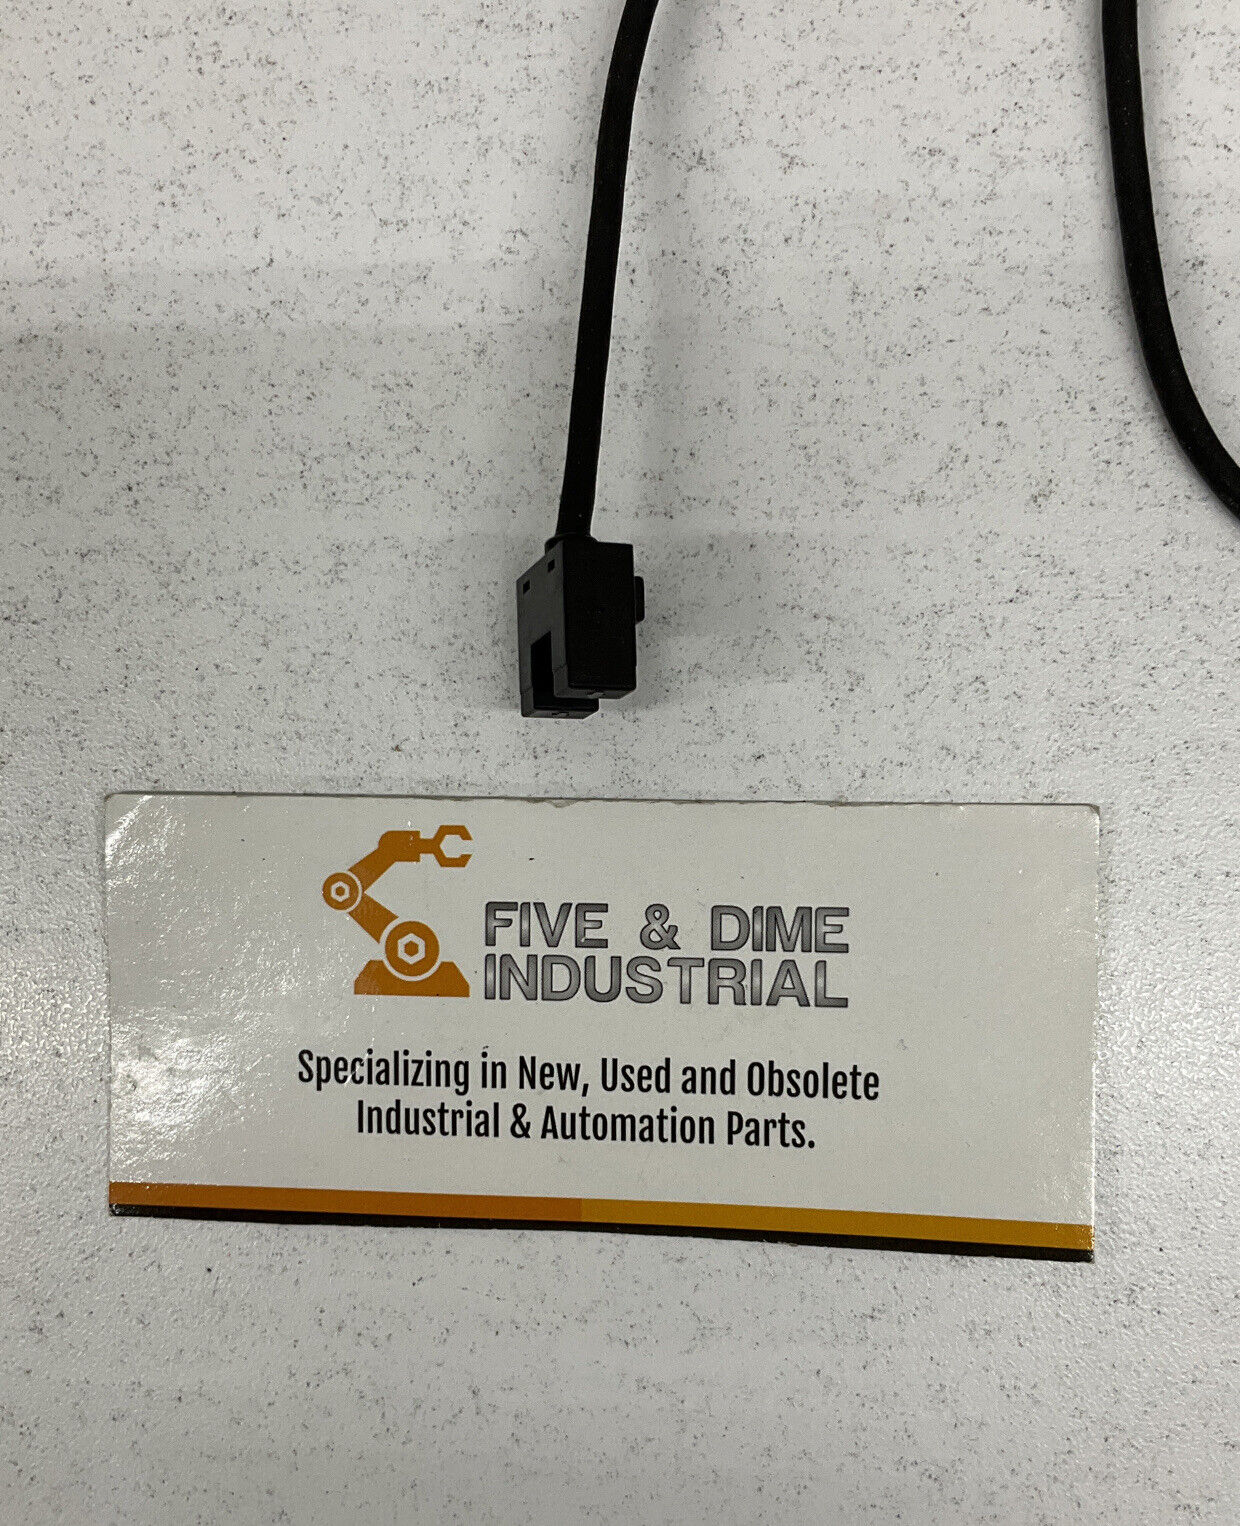 FIVE & DIME
INDUSTRIAL
Specializing in New, Used and Obsolete
Industrial & Automation Parts.